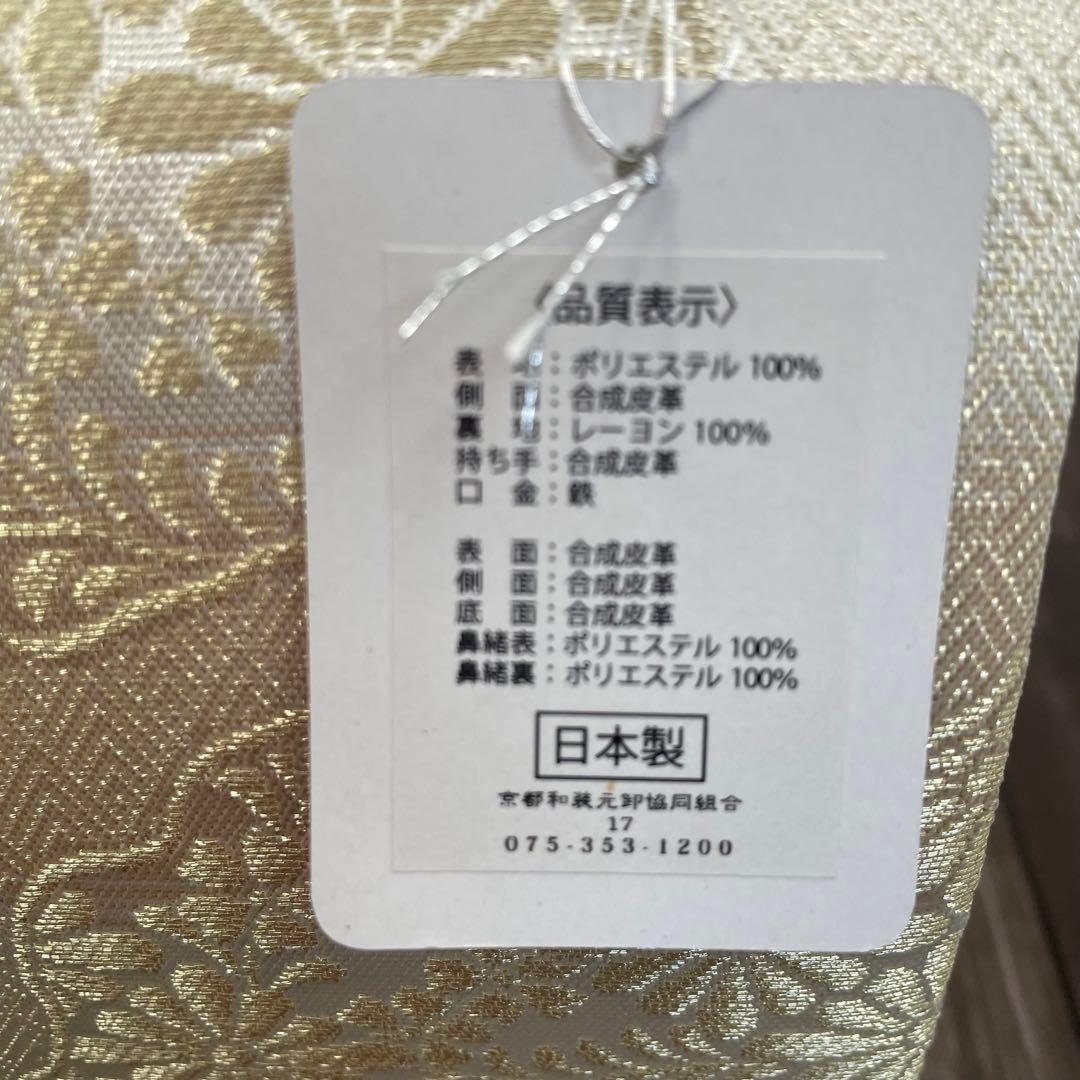 〈品質表示〉
表 地：ポリエステル 100%
側 面：合成皮革
裏 地：レーヨン 100%
持ち手：合成皮革
口 金：鉄
表 面：合成皮革
側 面：合成皮革
底 面：合成皮革
鼻緒表：ポリエステル 100%
鼻緒裏：ポリエステル 100%
日本製
京都和装元卸協同組合
17
075-353-1200